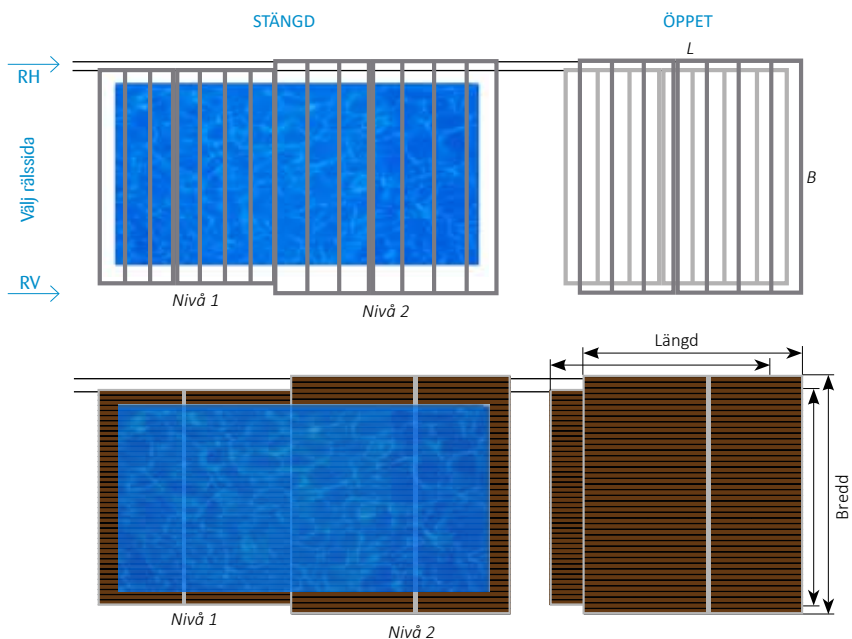 STÄNGD
ÖPPET
L
RH
Välj rälssida
B
RV
Nivå 1
Nivå 2
Längd
Bredd
Nivå 1
Nivå 2